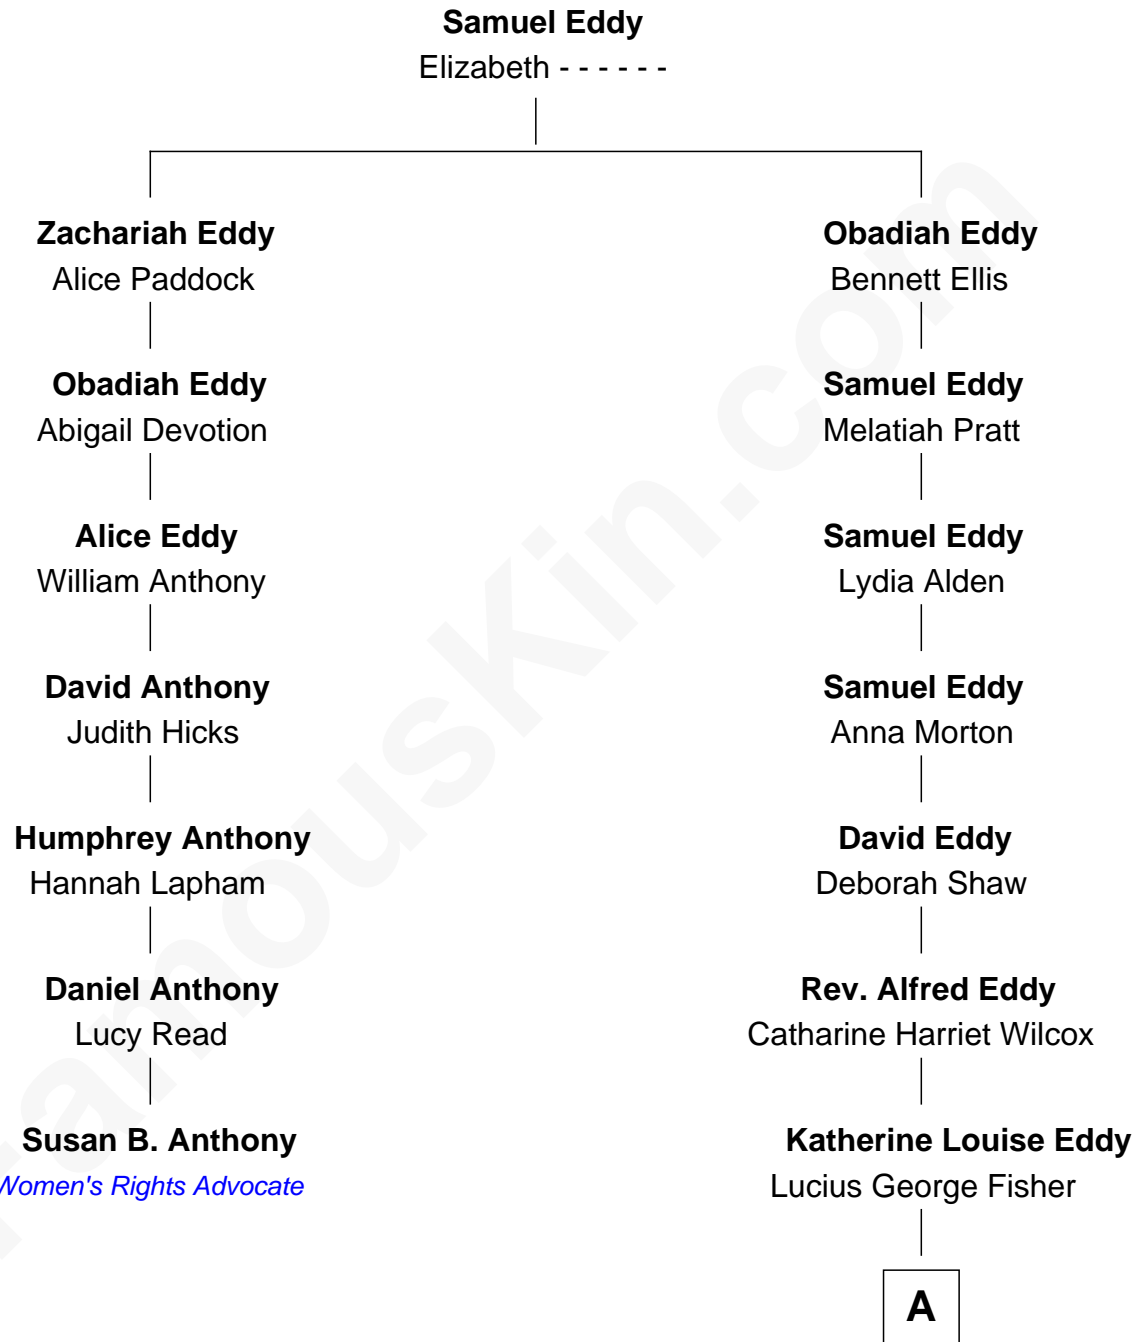 Samuel Eddy
Elizabeth - - - - - -
Zachariah Eddy
Alice Paddock
Obadiah Eddy
Bennett Ellis
Obadiah Eddy
Abigail Devotion
Samuel Eddy
Melatiah Pratt
Alice Eddy
William Anthony
Samuel Eddy
Lydia Alden
David Anthony
Judith Hicks
Samuel Eddy
Anna Morton
Humphrey Anthony
Hannah Lapham
David Eddy
Deborah Shaw
Daniel Anthony
Lucy Read
Rev. Alfred Eddy
Catharine Harriet Wilcox
Susan B. Anthony
Women's Rights Advocate
Katherine Louise Eddy
Lucius George Fisher
A
FamousKin.com